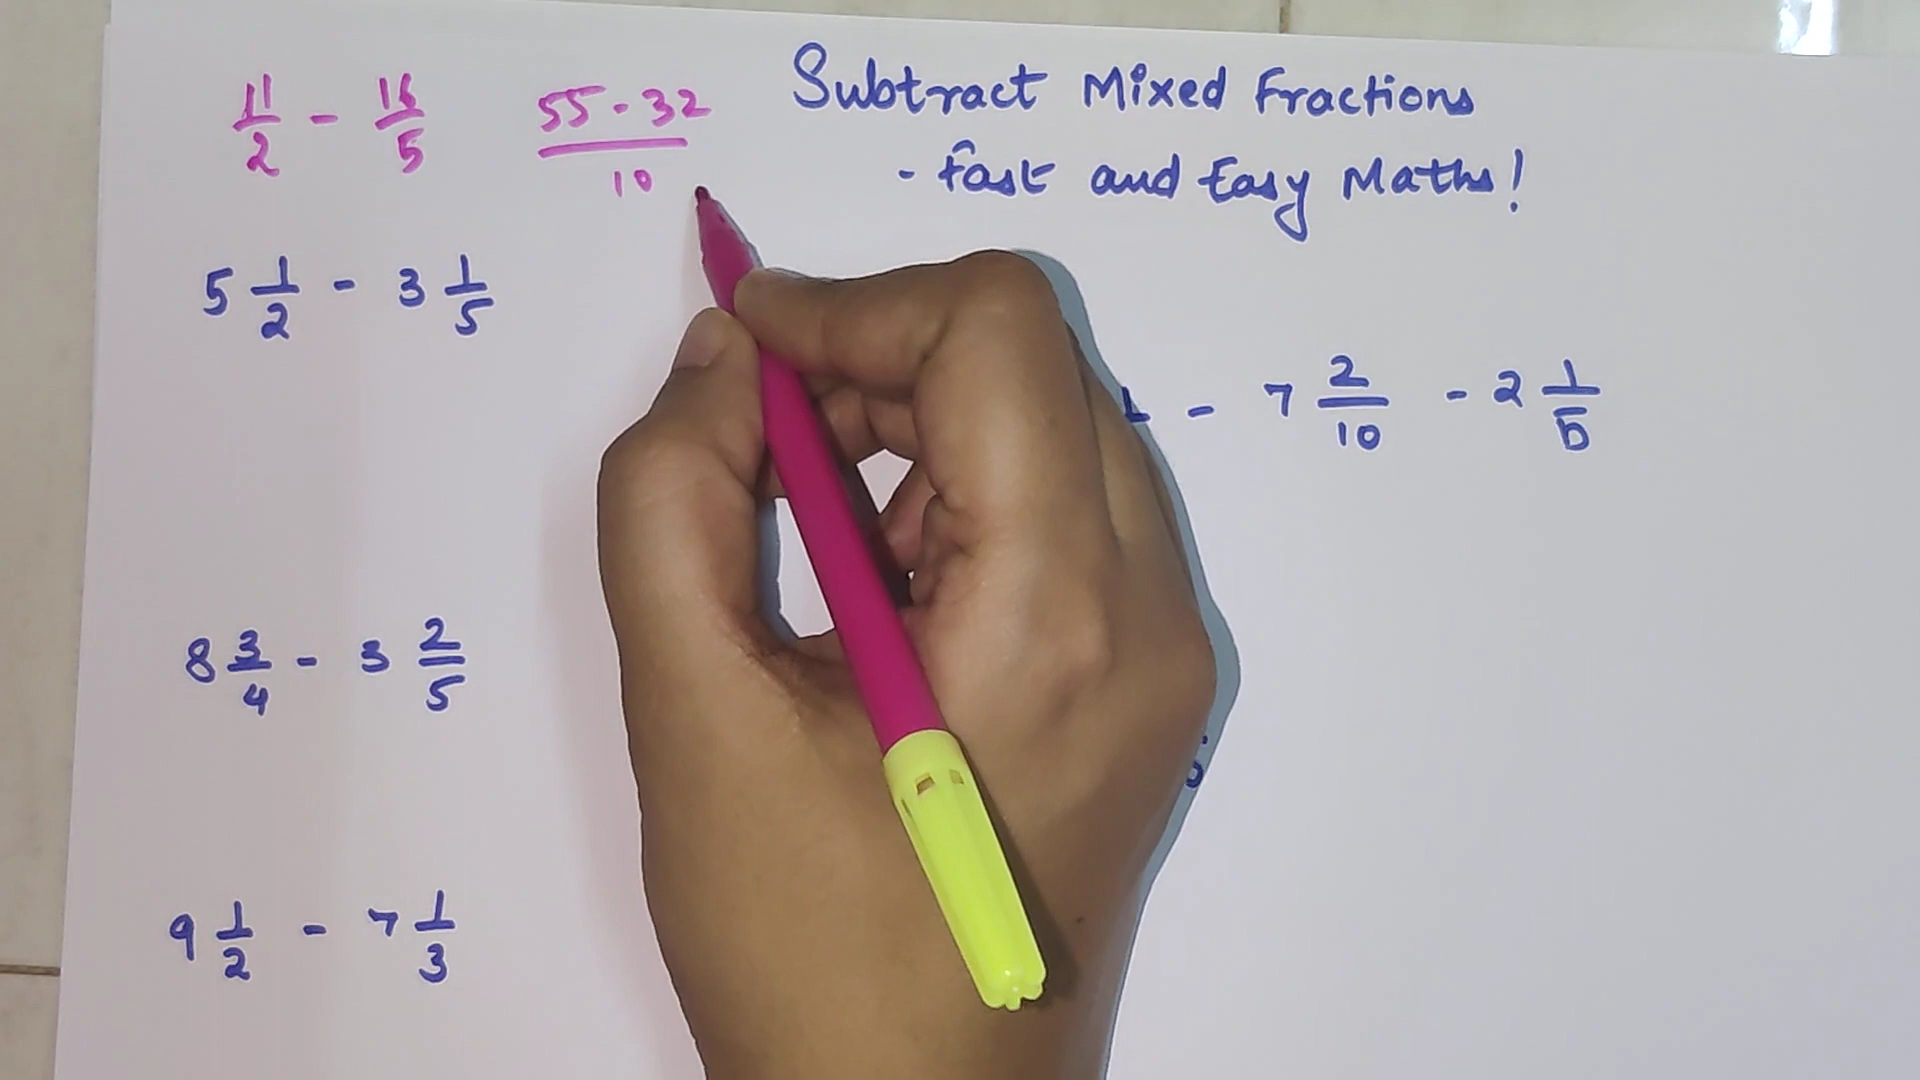 11/2 - 16/5
55 - 32 / 10
Subtract Mixed Fractions
- Fast and Easy Maths!
5 1/2 - 3 1/5
- 7 2/10 - 2 1/5
8 3/4 - 3 2/5
9 1/2 - 7 1/3